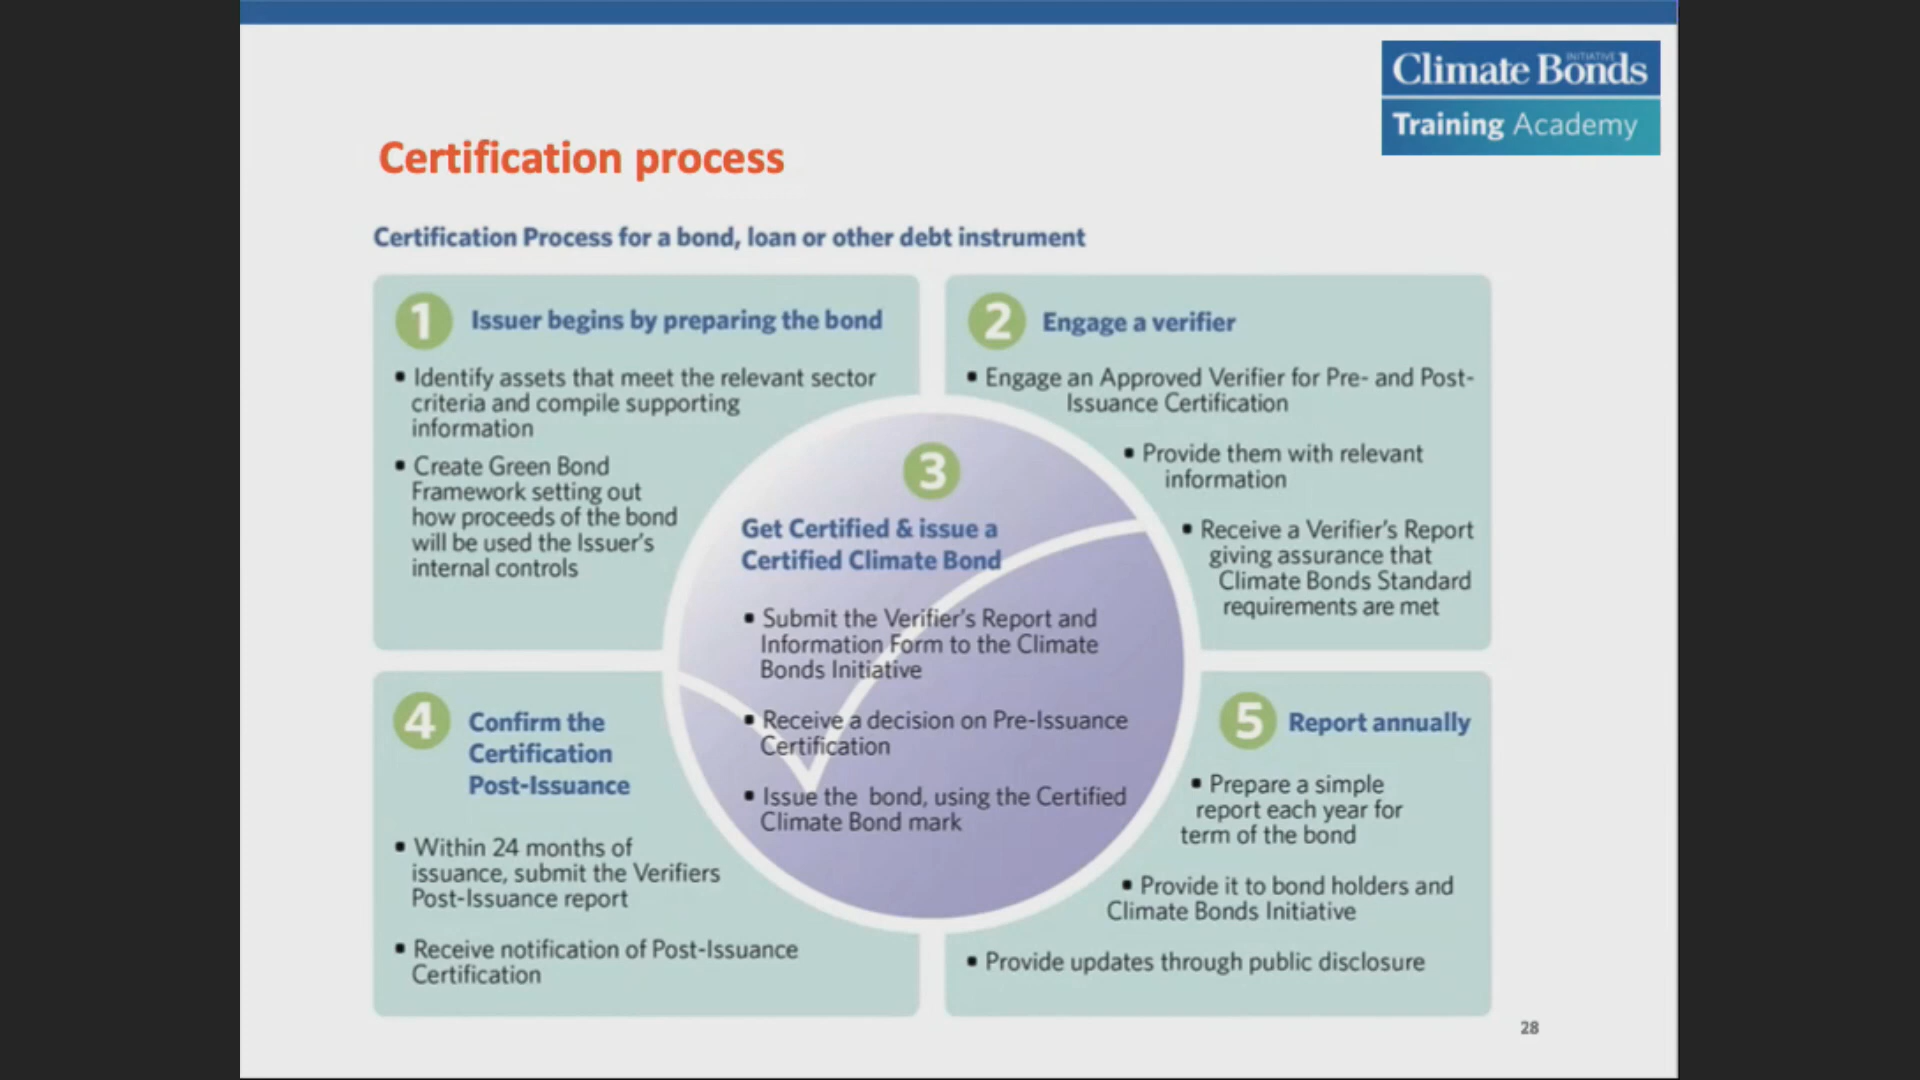 Climate Bonds
INITIATIVE
Training Academy
Certification process
Certification Process for a bond, loan or other debt instrument
1
Issuer begins by preparing the bond
▪ Identify assets that meet the relevant sector
criteria and compile supporting
information
▪ Create Green Bond
Framework setting out
how proceeds of the bond
will be used the Issuer's
internal controls
2
Engage a verifier
▪ Engage an Approved Verifier for Pre- and Post-
Issuance Certification
▪ Provide them with relevant
information
▪ Receive a Verifier's Report
giving assurance that
Climate Bonds Standard
requirements are met
3
Get Certified & issue a
Certified Climate Bond
▪ Submit the Verifier's Report and
Information Form to the Climate
Bonds Initiative
▪ Receive a decision on Pre-Issuance
Certification
▪ Issue the bond, using the Certified
Climate Bond mark
4
Confirm the
Certification
Post-Issuance
▪ Within 24 months of
issuance, submit the Verifiers
Post-Issuance report
▪ Receive notification of Post-Issuance
Certification
5
Report annually
▪ Prepare a simple
report each year for
term of the bond
▪ Provide it to bond holders and
Climate Bonds Initiative
▪ Provide updates through public disclosure
28